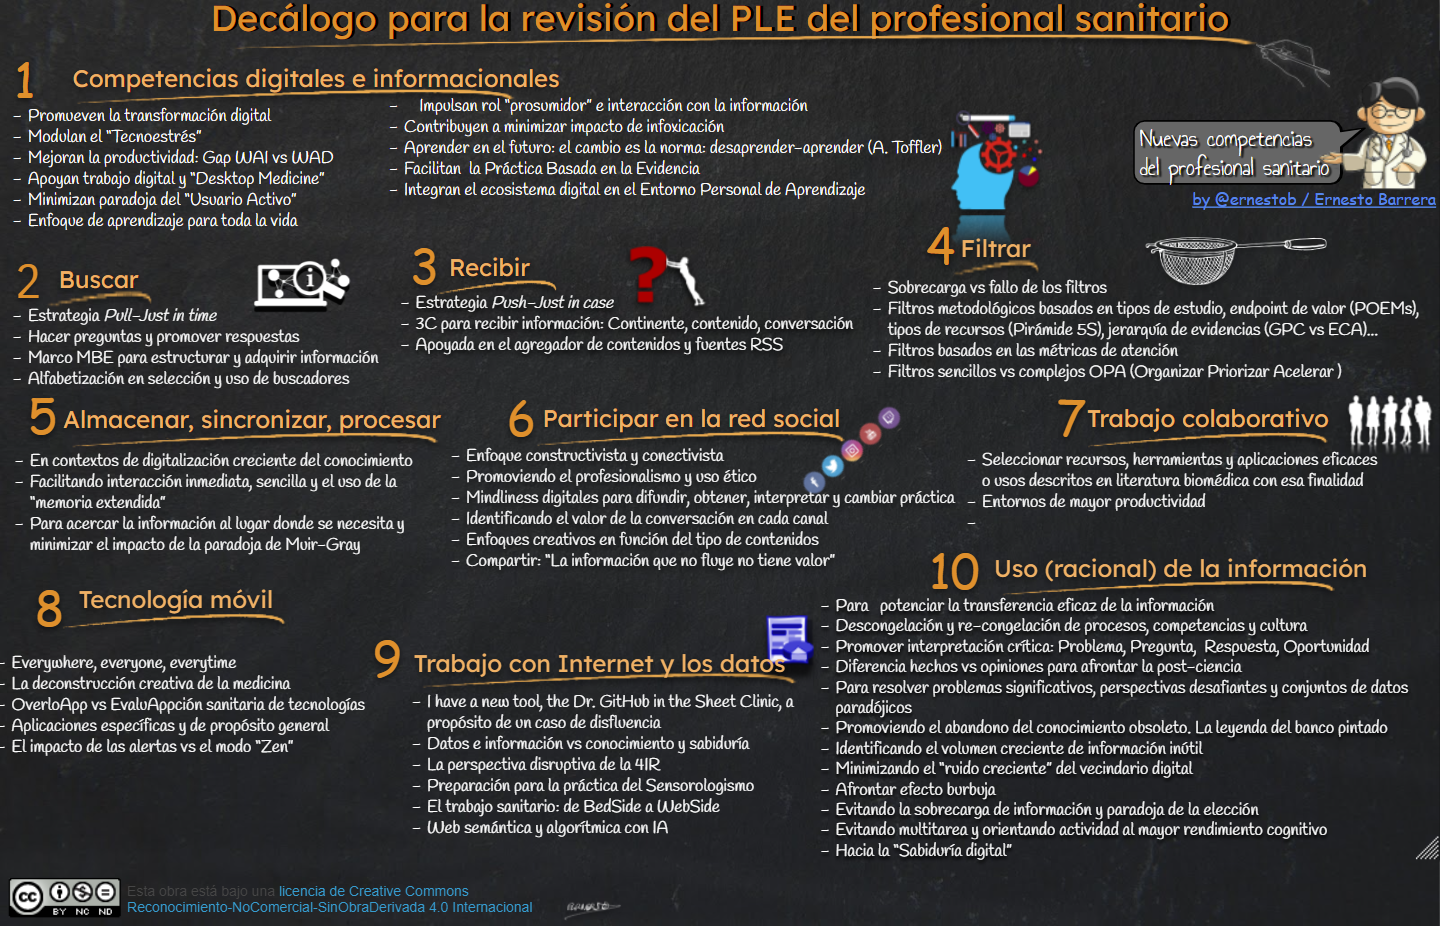 Decálogo para la revisión del PLE del profesional sanitario
1 Competencias digitales e informacionales
- Promueven la transformación digital
- Modulan el "Tecnoestrés"
- Mejoran la productividad: Gap WAI vs WAD
- Apoyan trabajo digital y "Desktop Medicine"
- Minimizan paradoja del "Usuario Activo"
- Enfoque de aprendizaje para toda la vida
- Impulsan rol "prosumidor" e interacción con la información
- Contribuyen a minimizar impacto de infoxicación
- Aprender en el futuro: el cambio es la norma: desaprender-aprender (A. Toffler)
- Facilitan la Práctica Basada en la Evidencia
- Integran el ecosistema digital en el Entorno Personal de Aprendizaje
Nuevas competencias
del profesional sanitario
by @ernestob / Ernesto Barrera
2 Buscar
- Estrategia Pull-Just in time
- Hacer preguntas y promover respuestas
- Marco MBE para estructurar y adquirir información
- Alfabetización en selección y uso de buscadores
i
3 Recibir
?
- Estrategia Push-Just in case
- 3C para recibir información: Continente, contenido, conversación
- Apoyada en el agregador de contenidos y fuentes RSS
4 Filtrar
- Sobrecarga vs fallo de los filtros
- Filtros metodológicos basados en tipos de estudio, endpoint de valor (POEMs),
tipos de recursos (Pirámide 5S), jerarquía de evidencias (GPC vs ECA)...
- Filtros basados en las métricas de atención
- Filtros sencillos vs complejos OPA (Organizar Priorizar Acelerar )
5 Almacenar, sincronizar, procesar
- En contextos de digitalización creciente del conocimiento
- Facilitando interacción inmediata, sencilla y el uso de la
"memoria extendida"
- Para acercar la información al lugar donde se necesita y
minimizar el impacto de la paradoja de Muir-Gray
6 Participar en la red social
- Enfoque constructivista y conectivista
- Promoviendo el profesionalismo y uso ético
- Mindliness digitales para difundir, obtener, interpretar y cambiar práctica
- Identificando el valor de la conversación en cada canal
- Enfoques creativos en función del tipo de contenidos
- Compartir: "La información que no fluye no tiene valor"
7 Trabajo colaborativo
- Seleccionar recursos, herramientas y aplicaciones eficaces
o usos descritos en literatura biomédica con esa finalidad
- Entornos de mayor productividad
-
8 Tecnología móvil
- Everywhere, everyone, everytime
- La deconstrucción creativa de la medicina
- OverloApp vs EvaluAppción sanitaria de tecnologías
- Aplicaciones específicas y de propósito general
- El impacto de las alertas vs el modo "Zen"
9 Trabajo con Internet y los datos
- I have a new tool, the Dr. GitHub in the Sheet Clinic, a
propósito de un caso de disfluencia
- Datos e información vs conocimiento y sabiduría
- La perspectiva disruptiva de la 4IR
- Preparación para la práctica del Sensorologismo
- El trabajo sanitario: de BedSide a WebSide
- Web semántica y algorítmica con IA
10 Uso (racional) de la información
- Para potenciar la transferencia eficaz de la información
- Descongelación y re-congelación de procesos, competencias y cultura
- Promover interpretación crítica: Problema, Pregunta, Respuesta, Oportunidad
- Diferencia hechos vs opiniones para afrontar la post-ciencia
- Para resolver problemas significativos, perspectivas desafiantes y conjuntos de datos
paradójicos
- Promoviendo el abandono del conocimiento obsoleto. La leyenda del banco pintado
- Identificando el volumen creciente de información inútil
- Minimizando el "ruido creciente" del vecindario digital
- Afrontar efecto burbuja
- Evitando la sobrecarga de información y paradoja de la elección
- Evitando multitarea y orientando actividad al mayor rendimiento cognitivo
- Hacia la "Sabiduría digital"
cc BY NC ND
Esta obra está bajo una licencia de Creative Commons
Reconocimiento-NoComercial-SinObraDerivada 4.0 Internacional